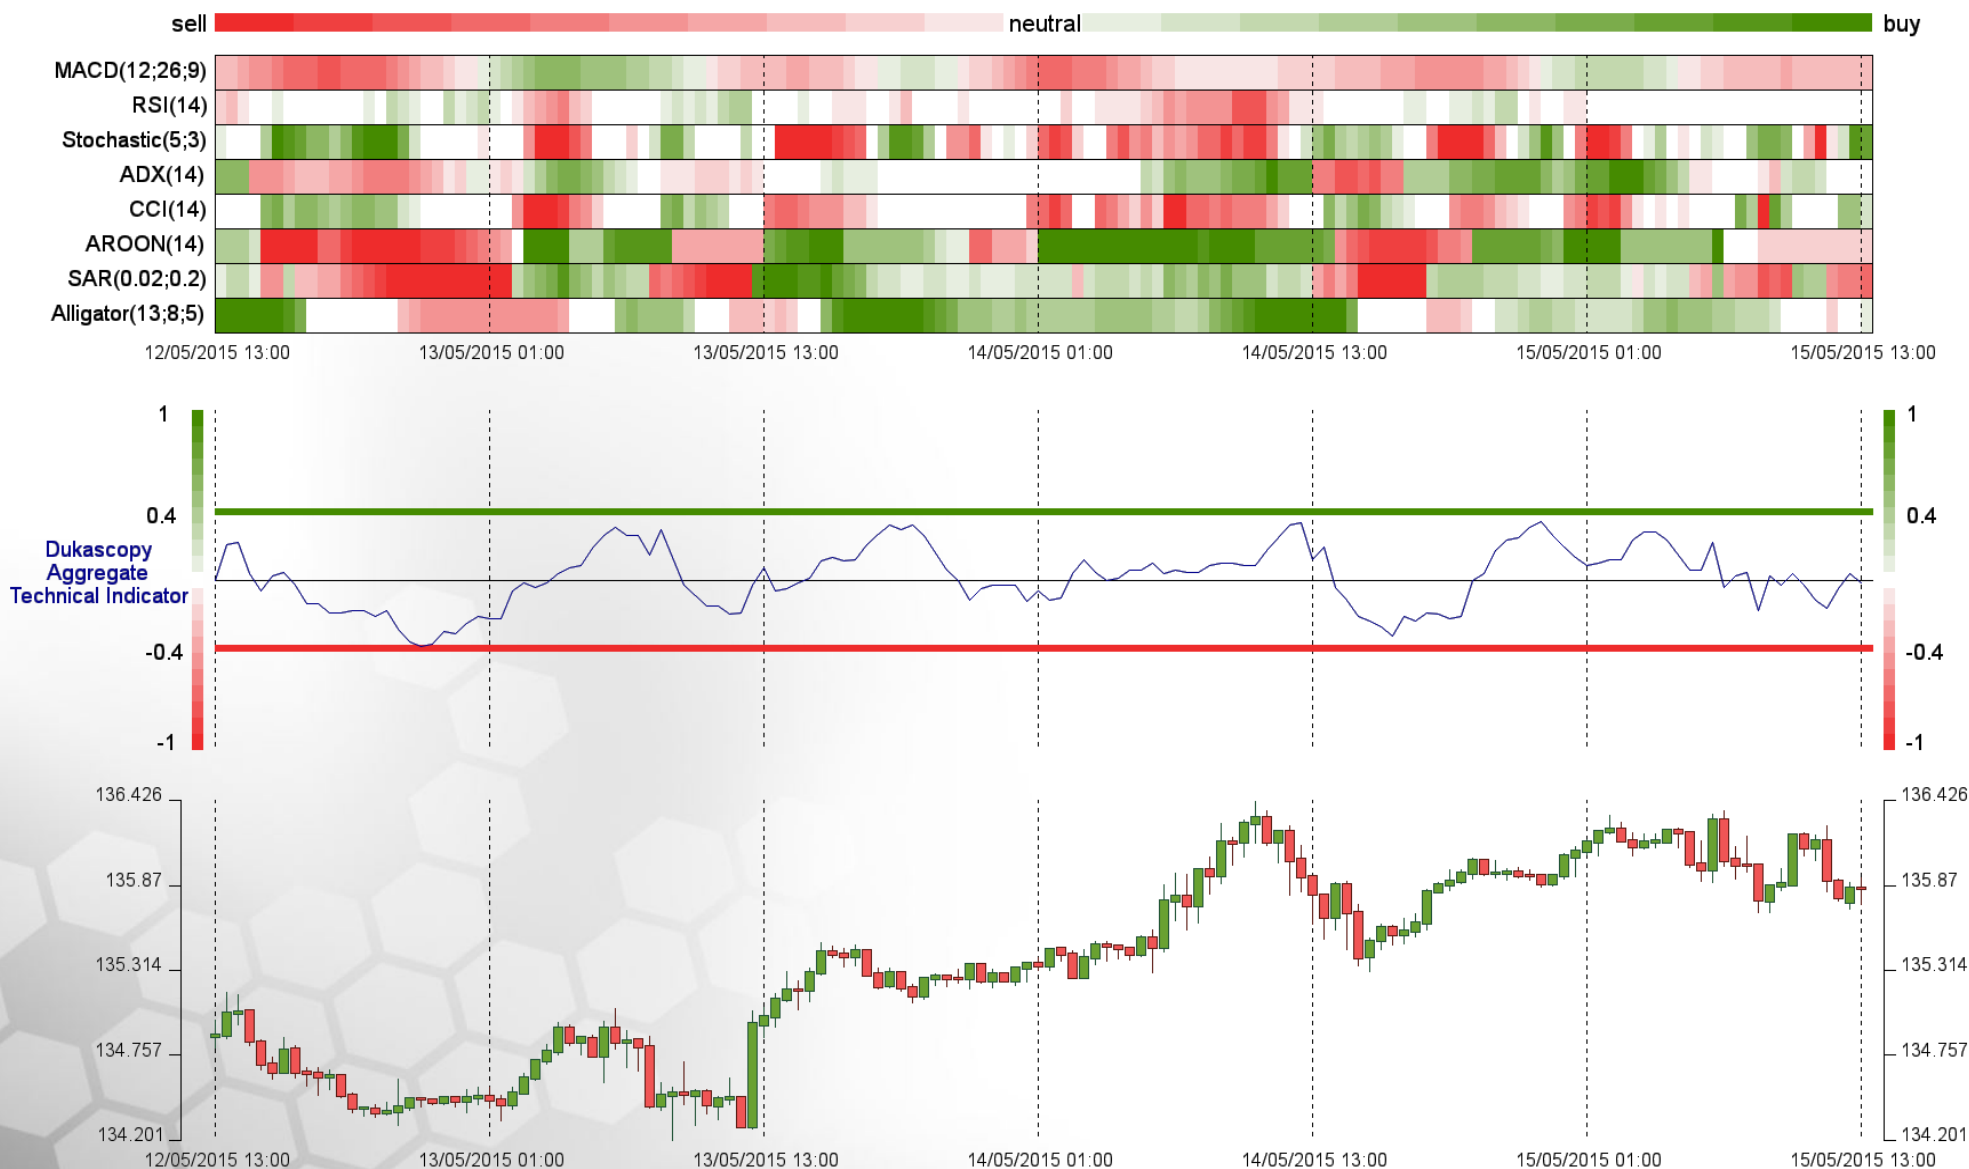 sell neutral buy
MACD(12;26;9)
RSI(14)
Stochastic(5;3)
ADX(14)
CCI(14)
AROON(14)
SAR(0.02;0.2)
Alligator(13;8;5)
12/05/2015 13:00 13/05/2015 01:00 13/05/2015 13:00 14/05/2015 01:00 14/05/2015 13:00 15/05/2015 01:00 15/05/2015 13:00
1 1
0.4 0.4
Dukascopy
Aggregate
Technical Indicator
-0.4 -0.4
-1 -1
136.426 136.426
135.87 135.87
135.314 135.314
134.757 134.757
134.201 134.201
12/05/2015 13:00 13/05/2015 01:00 13/05/2015 13:00 14/05/2015 01:00 14/05/2015 13:00 15/05/2015 01:00 15/05/2015 13:00